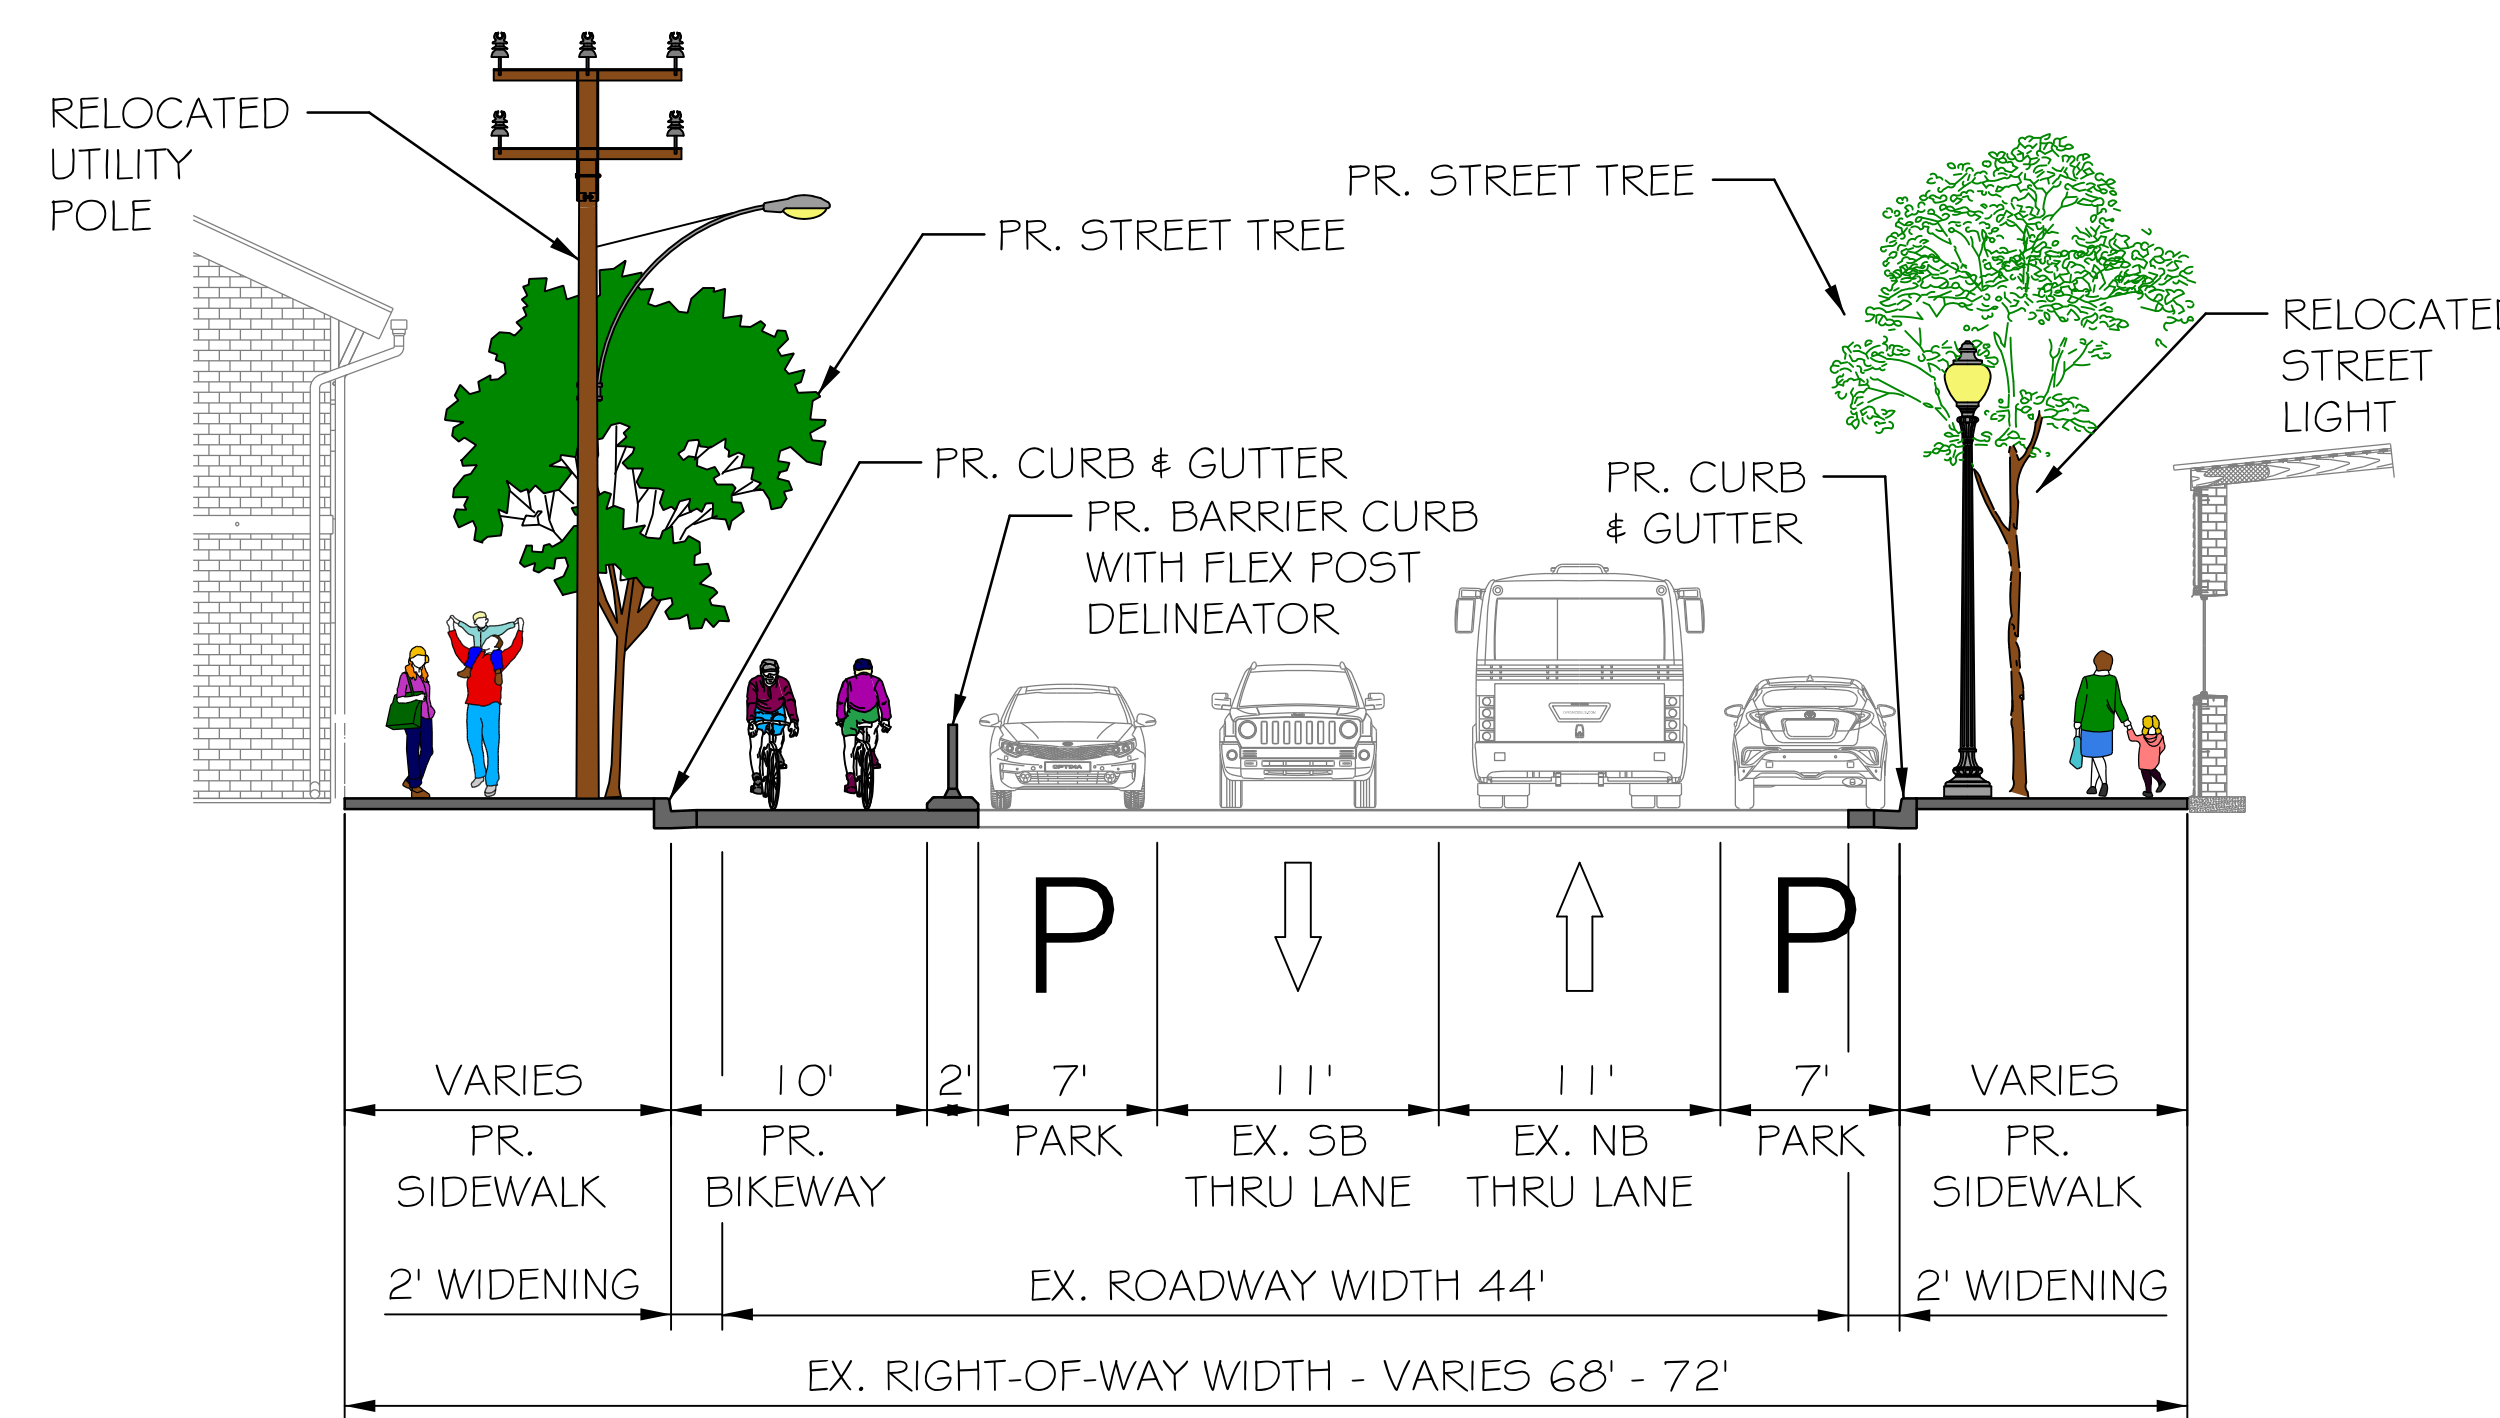 RELOCATED
UTILITY
POLE
PR. STREET TREE
PR. STREET TREE
RELOCATED
STREET
LIGHT
PR. CURB & GUTTER
PR. BARRIER CURB
WITH FLEX POST
DELINEATOR
PR. CURB
& GUTTER
OPTIMA
P
P
VARIES
10'
2'
7'
11'
11'
7'
VARIES
PR.
SIDEWALK
PR.
BIKEWAY
PARK
EX. SB
THRU LANE
EX. NB
THRU LANE
PARK
PR.
SIDEWALK
2' WIDENING
EX. ROADWAY WIDTH 44'
2' WIDENING
EX. RIGHT-OF-WAY WIDTH - VARIES 68' - 72'